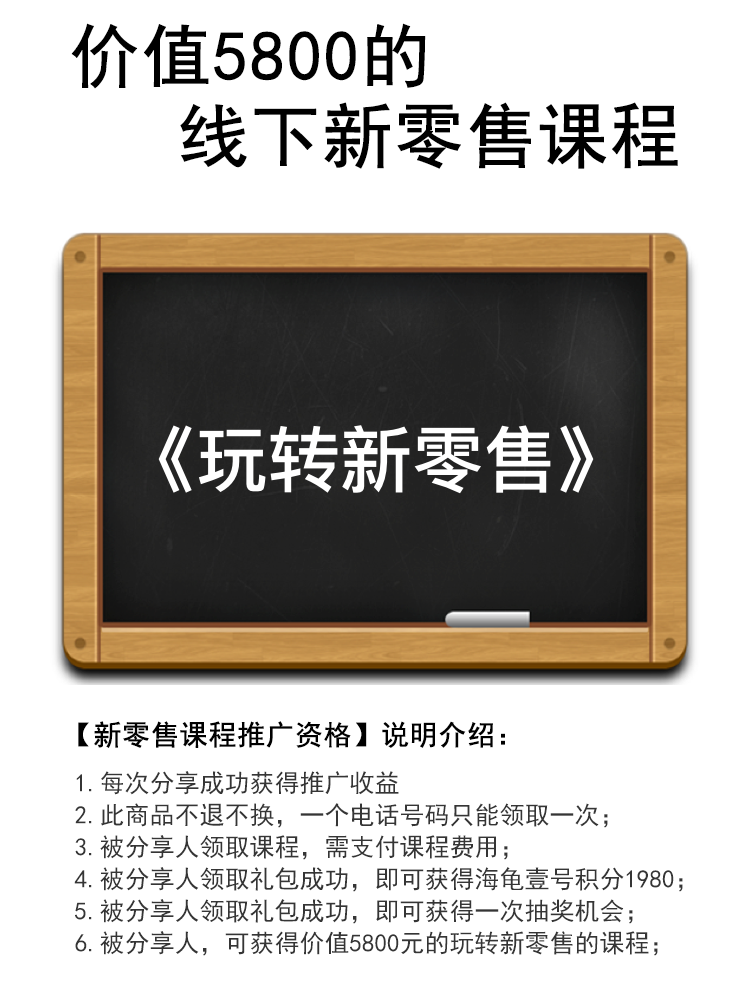 价值5800的
线下新零售课程
《玩转新零售》
【新零售课程推广资格】说明介绍：
1. 每次分享成功获得推广收益
2. 此商品不退不换，一个电话号码只能领取一次；
3. 被分享人领取课程，需支付课程费用；
4. 被分享人领取礼包成功，即可获得海龟壹号积分1980；
5. 被分享人领取礼包成功，即可获得一次抽奖机会；
6. 被分享人，可获得价值5800元的玩转新零售的课程；